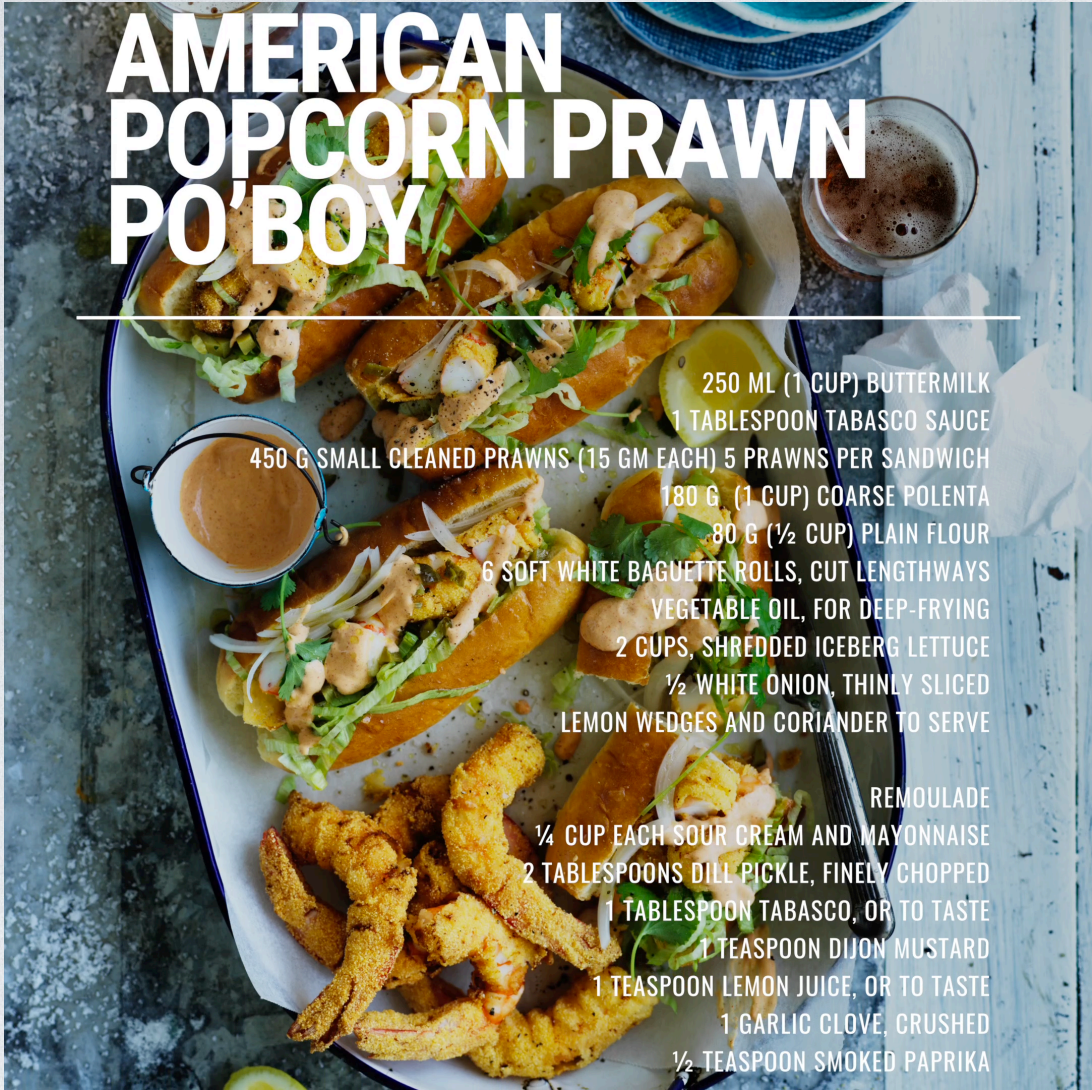 AMERICAN
POPCORN PRAWN
PO'BOY
250 ML (1 CUP) BUTTERMILK
1 TABLESPOON TABASCO SAUCE
450 G SMALL CLEANED PRAWNS (15 GM EACH) 5 PRAWNS PER SANDWICH
180 G (1 CUP) COARSE POLENTA
80 G (½ CUP) PLAIN FLOUR
6 SOFT WHITE BAGUETTE ROLLS, CUT LENGTHWAYS
VEGETABLE OIL, FOR DEEP-FRYING
2 CUPS, SHREDDED ICEBERG LETTUCE
½ WHITE ONION, THINLY SLICED
LEMON WEDGES AND CORIANDER TO SERVE
REMOULADE
¼ CUP EACH SOUR CREAM AND MAYONNAISE
2 TABLESPOONS DILL PICKLE, FINELY CHOPPED
1 TABLESPOON TABASCO, OR TO TASTE
1 TEASPOON DIJON MUSTARD
1 TEASPOON LEMON JUICE, OR TO TASTE
1 GARLIC CLOVE, CRUSHED
½ TEASPOON SMOKED PAPRIKA